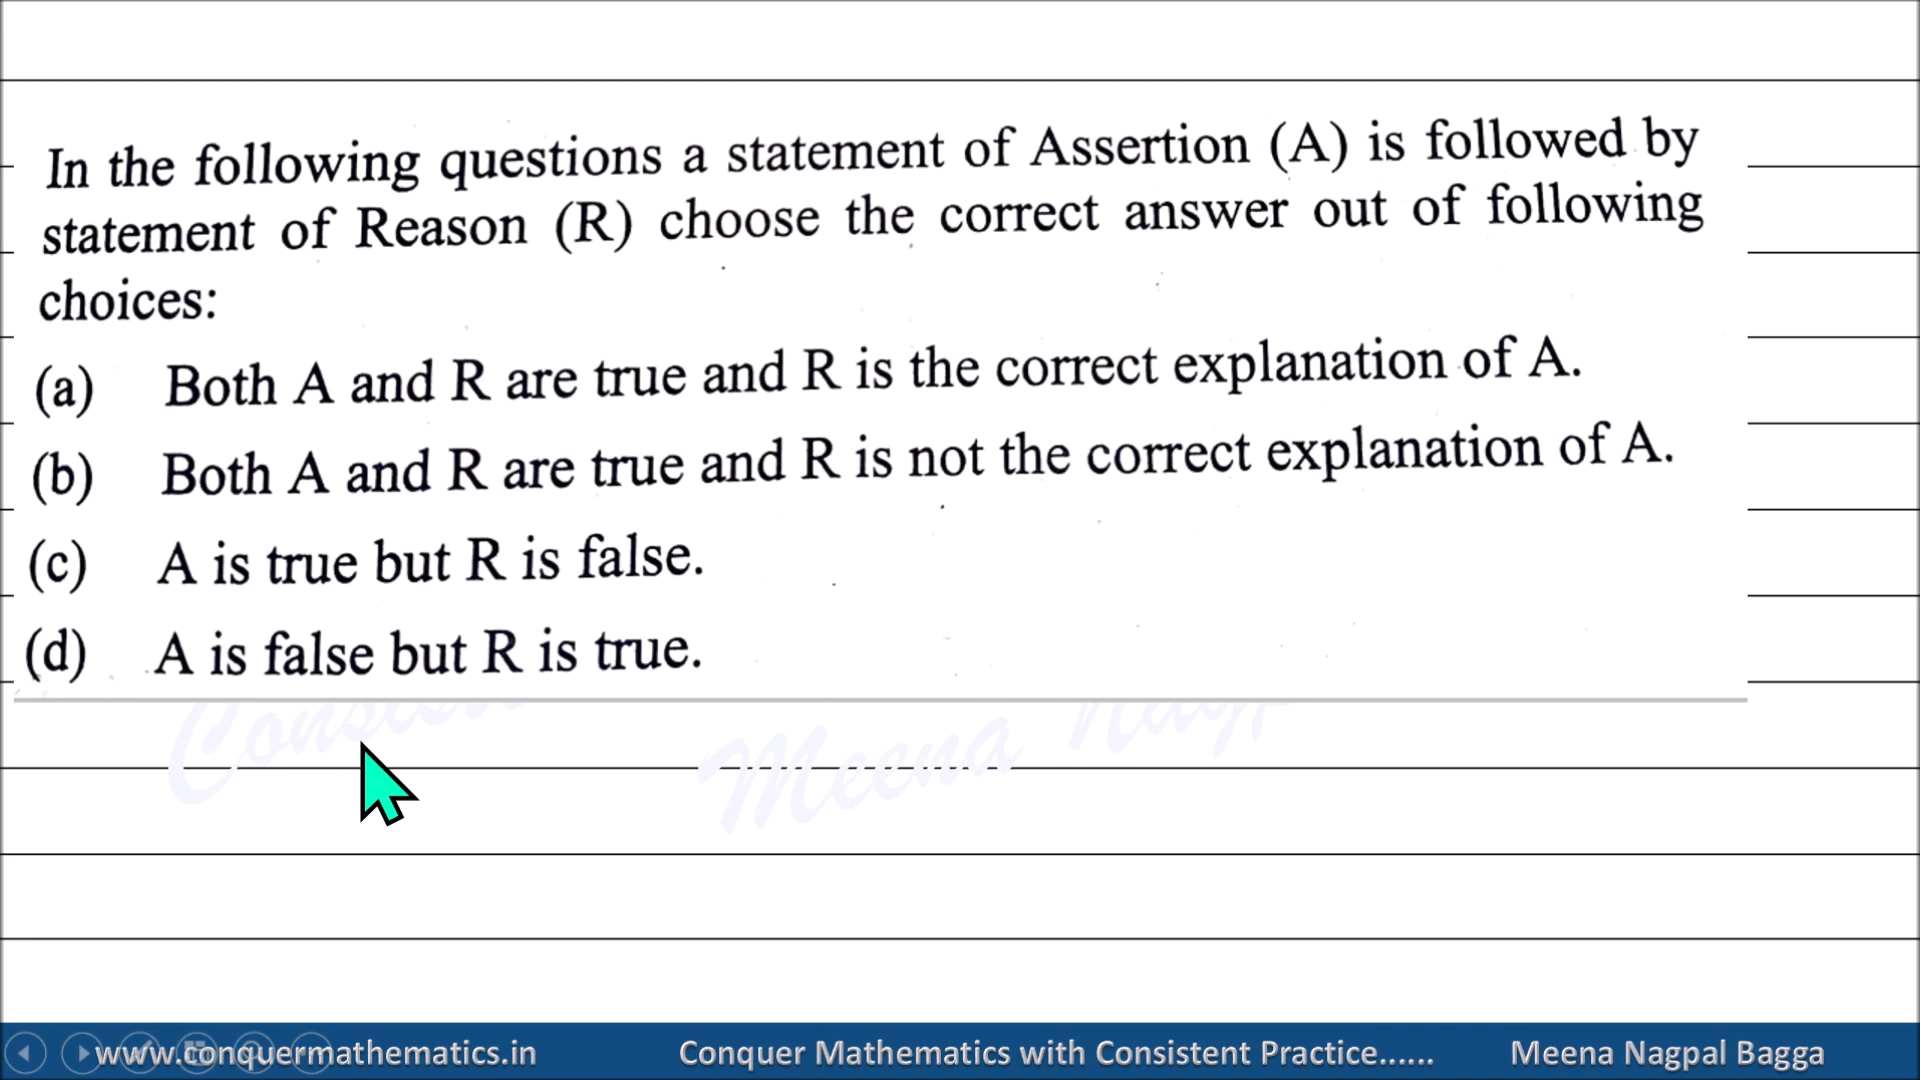 In the following questions a statement of Assertion (A) is followed by
statement of Reason (R) choose the correct answer out of following
choices:
(a) Both A and R are true and R is the correct explanation of A.
(b) Both A and R are true and R is not the correct explanation of A.
(c) A is true but R is false.
(d) A is false but R is true.
Meena
www.conquermathematics.in Conquer Mathematics with Consistent Practice...... Meena Nagpal Bagga